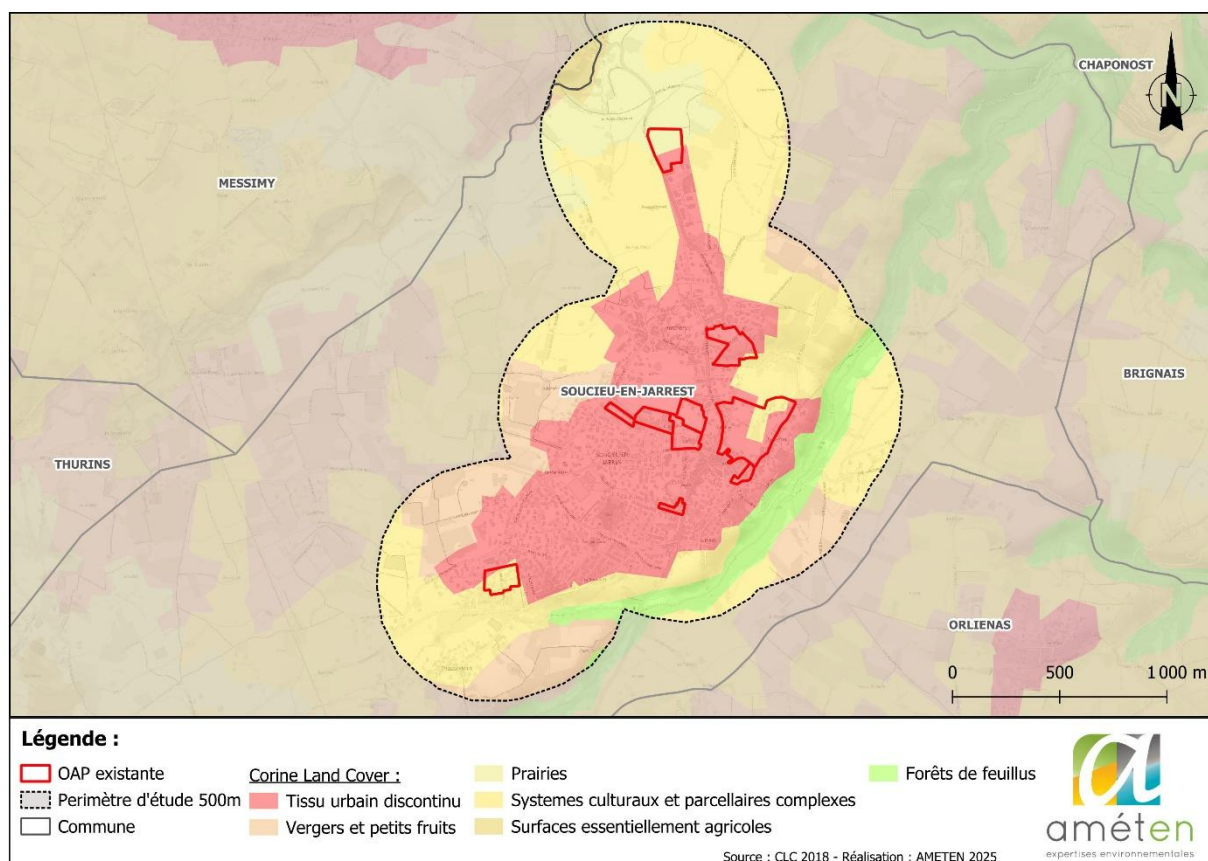 CHAPONOST
N
MESSIMY
SOUCIEU-EN-JARREST
BRIGNAIS
THURINS
ORLIENAS
0 500 1 000 m
Légende :
OAP existante
Perimètre d'étude 500m
Commune
Corine Land Cover :
Tissu urbain discontinu
Vergers et petits fruits
Prairies
Systemes culturaux et parcellaires complexes
Surfaces essentiellement agricoles
Forêts de feuillus
améten
expertises environnementales
Source : CLC 2018 - Réalisation : AMETEN 2025